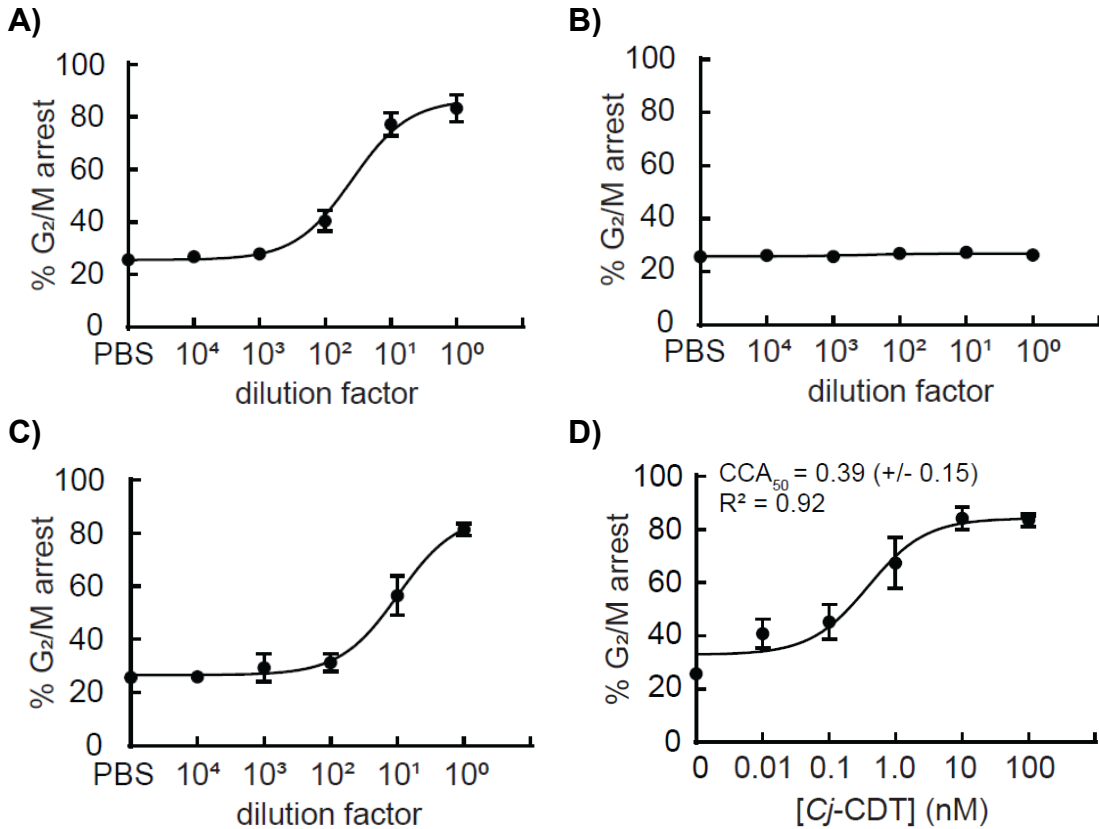 A)
% G₂/M arrest
100
80
60
40
20
0
PBS 10⁴ 10³ 10² 10¹ 10⁰
dilution factor
B)
% G₂/M arrest
100
80
60
40
20
0
PBS 10⁴ 10³ 10² 10¹ 10⁰
dilution factor
C)
% G₂/M arrest
100
80
60
40
20
0
PBS 10⁴ 10³ 10² 10¹ 10⁰
dilution factor
D)
CCA₅₀ = 0.39 (+/- 0.15)
R² = 0.92
% G₂/M arrest
100
80
60
40
20
0
0 0.01 0.1 1.0 10 100
[Cj-CDT] (nM)